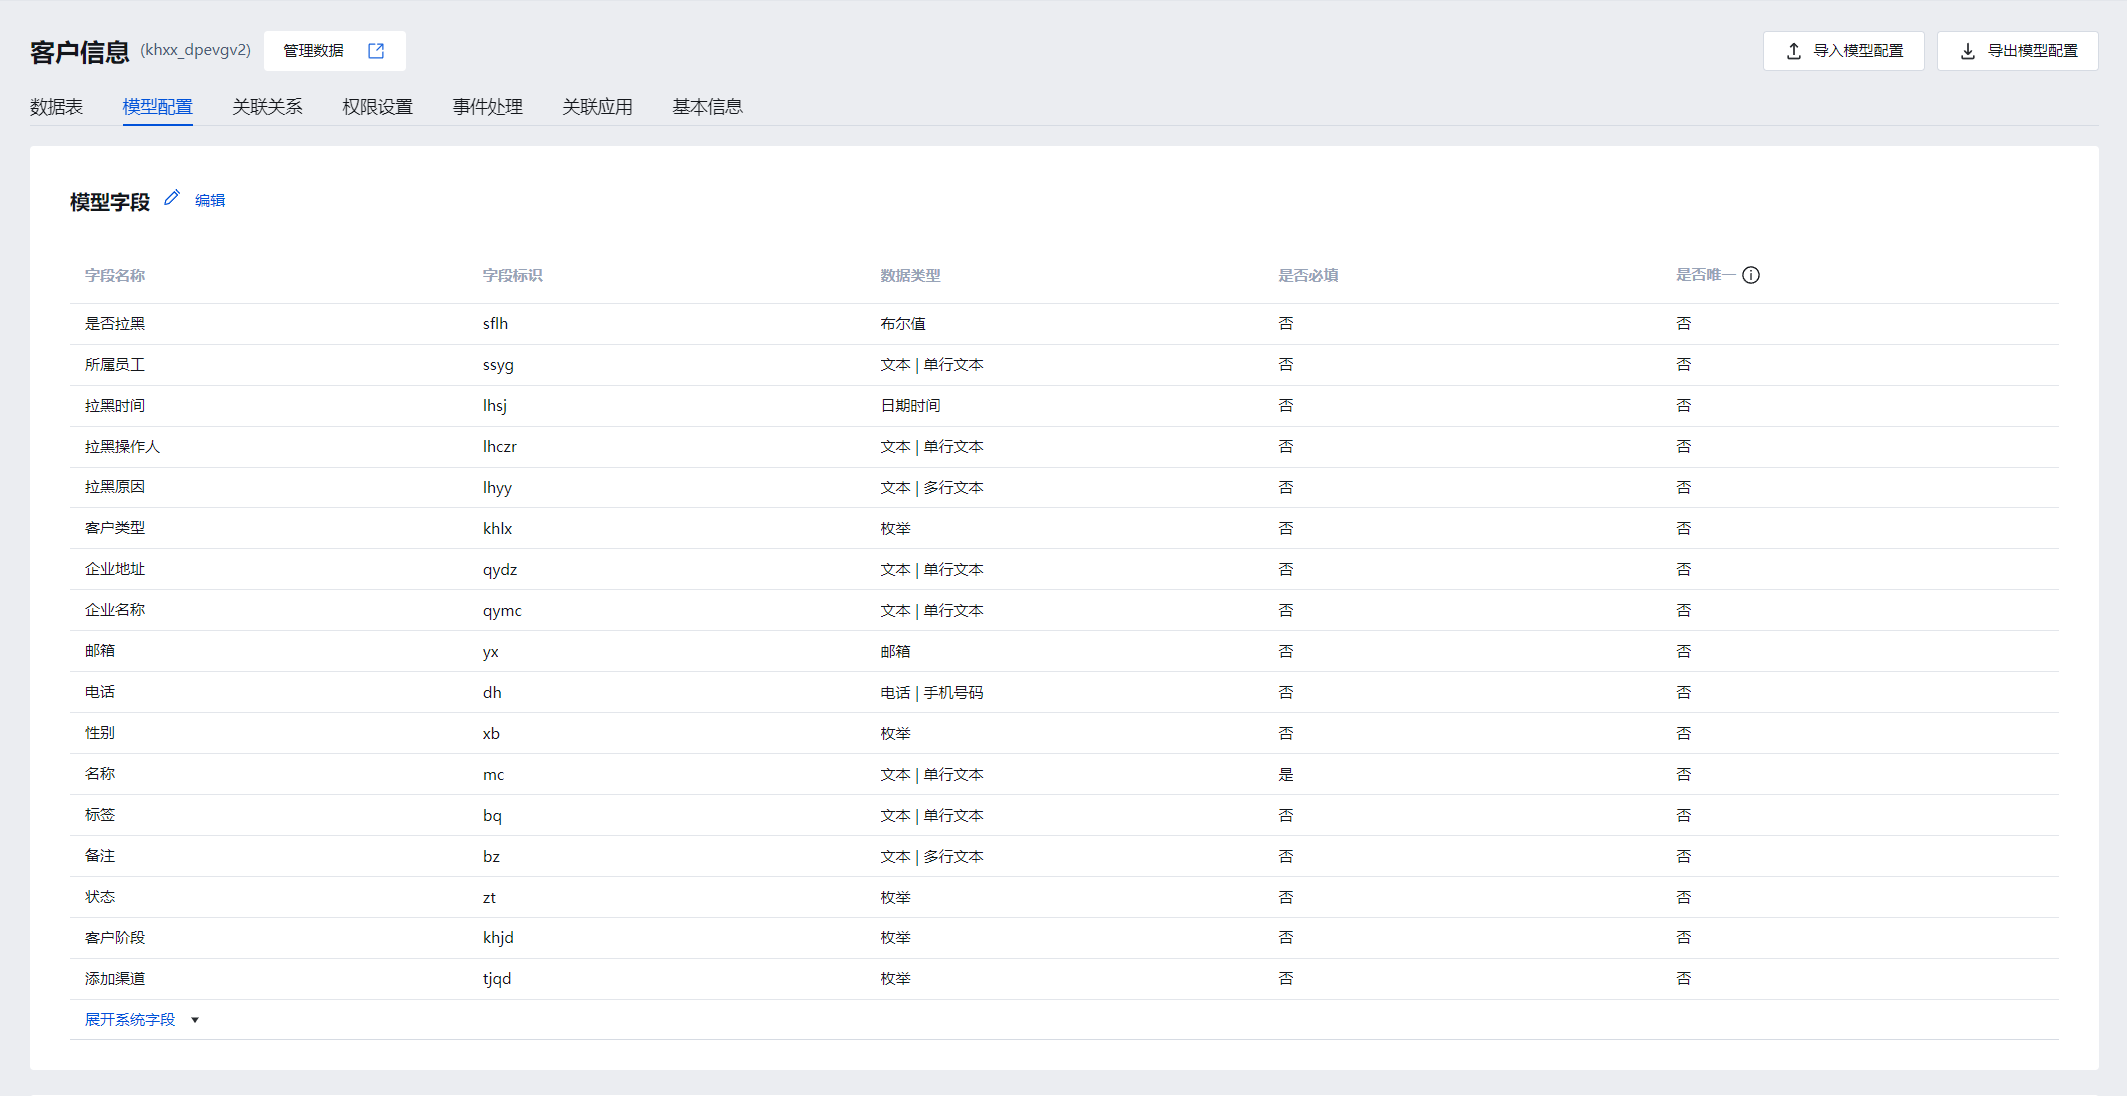 客户信息 (khxx_dpevgv2) 管理数据 导入模型配置 导出模型配置
数据表 模型配置 关联关系 权限设置 事件处理 关联应用 基本信息
模型字段 编辑
字段名称 字段标识 数据类型 是否必填 是否唯一
是否拉黑 sflh 布尔值 否 否
所属员工 ssyg 文本 | 单行文本 否 否
拉黑时间 lhsj 日期时间 否 否
拉黑操作人 lhczr 文本 | 单行文本 否 否
拉黑原因 lhyy 文本 | 多行文本 否 否
客户类型 khlx 枚举 否 否
企业地址 qydz 文本 | 单行文本 否 否
企业名称 qymc 文本 | 单行文本 否 否
邮箱 yx 邮箱 否 否
电话 dh 电话 | 手机号码 否 否
性别 xb 枚举 否 否
名称 mc 文本 | 单行文本 是 否
标签 bq 文本 | 单行文本 否 否
备注 bz 文本 | 多行文本 否 否
状态 zt 枚举 否 否
客户阶段 khjd 枚举 否 否
添加渠道 tjqd 枚举 否 否
展开系统字段